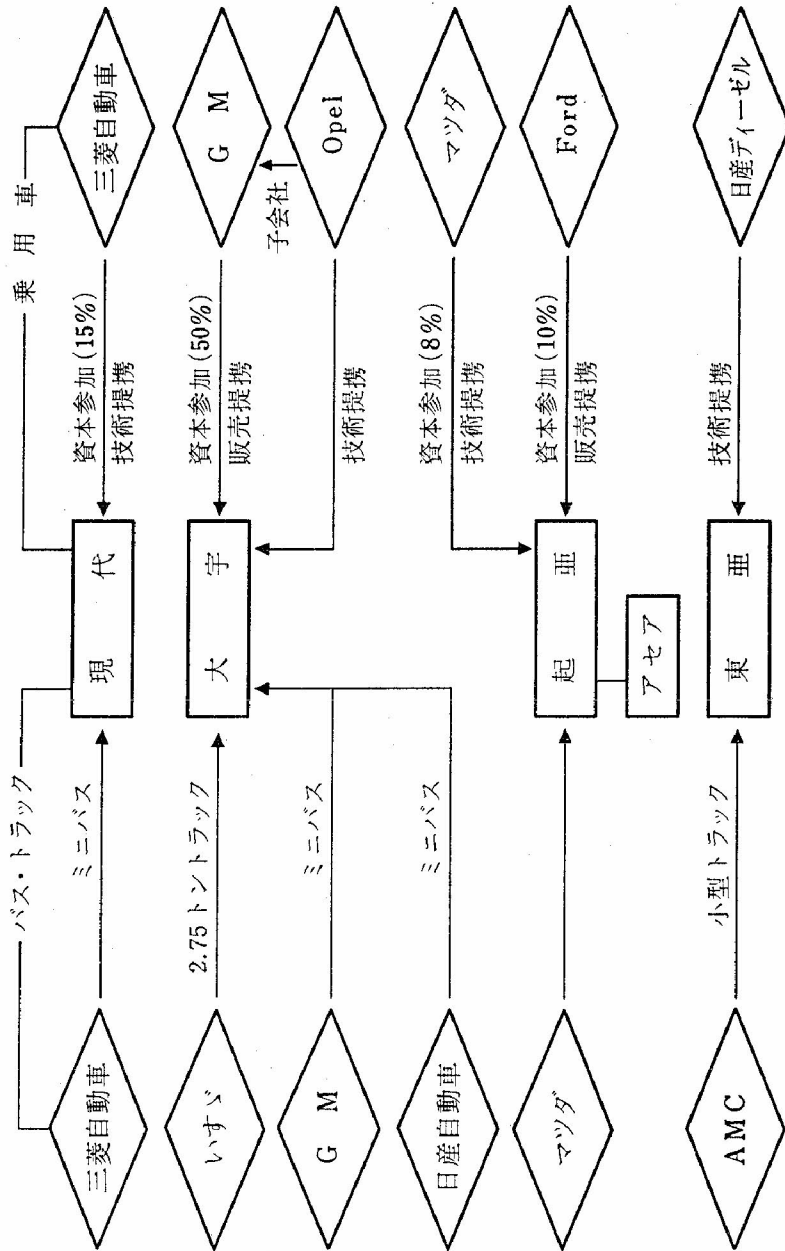 バス・トラック
乗用車
三菱自動車
ミニバス
現代
資本参加(15%)
技術提携
三菱自動車
いすゞ
2.75トントラック
大宇
資本参加(50%)
販売提携
GM
子会社
GM
ミニバス
技術提携
Opel
日産自動車
ミニバス
資本参加(8%)
技術提携
マツダ
マツダ
起亜
資本参加(10%)
販売提携
Ford
アセア
AMC
小型トラック
東亜
技術提携
日産ディーゼル